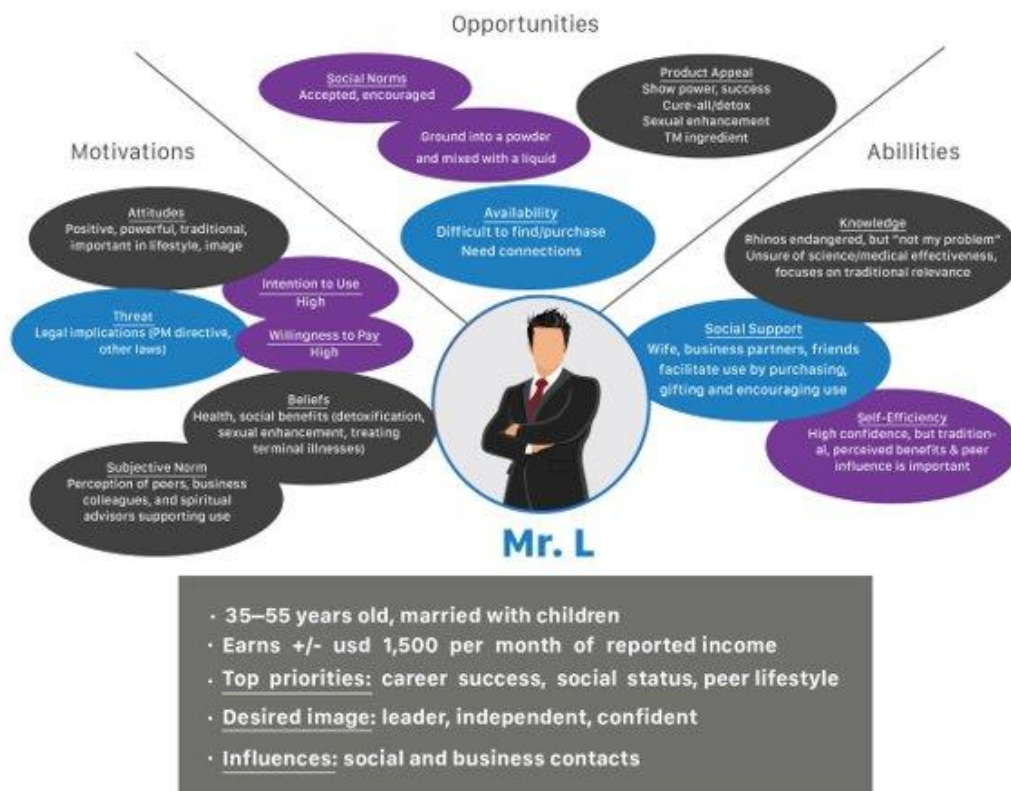 Opportunities
Social Norms
Accepted, encouraged
Ground into a powder
and mixed with a liquid
Product Appeal
Show power, success
Cure-all/detox
Sexual enhancement
TM ingredient
Availability
Difficult to find/purchase
Need connections
Motivations
Attitudes
Positive, powerful, traditional,
important in lifestyle, image
Intention to Use
High
Threat
Legal implications (PM directive,
other laws)
Willingness to Pay
High
Beliefs
Health, social benefits (detoxification,
sexual enhancement, treating
terminal illnesses)
Subjective Norm
Perception of peers, business
colleagues, and spiritual
advisors supporting use
Abillities
Knowledge
Rhinos endangered, but "not my problem"
Unsure of science/medical effectiveness,
focuses on traditional relevance
Social Support
Wife, business partners, friends
facilitate use by purchasing,
gifting and encouraging use
Self-Efficiency
High confidence, but tradition-
al, perceived benefits & peer
influence is important
Mr. L
· 35–55 years old, married with children
· Earns +/- usd 1,500 per month of reported income
· Top priorities: career success, social status, peer lifestyle
· Desired image: leader, independent, confident
· Influences: social and business contacts